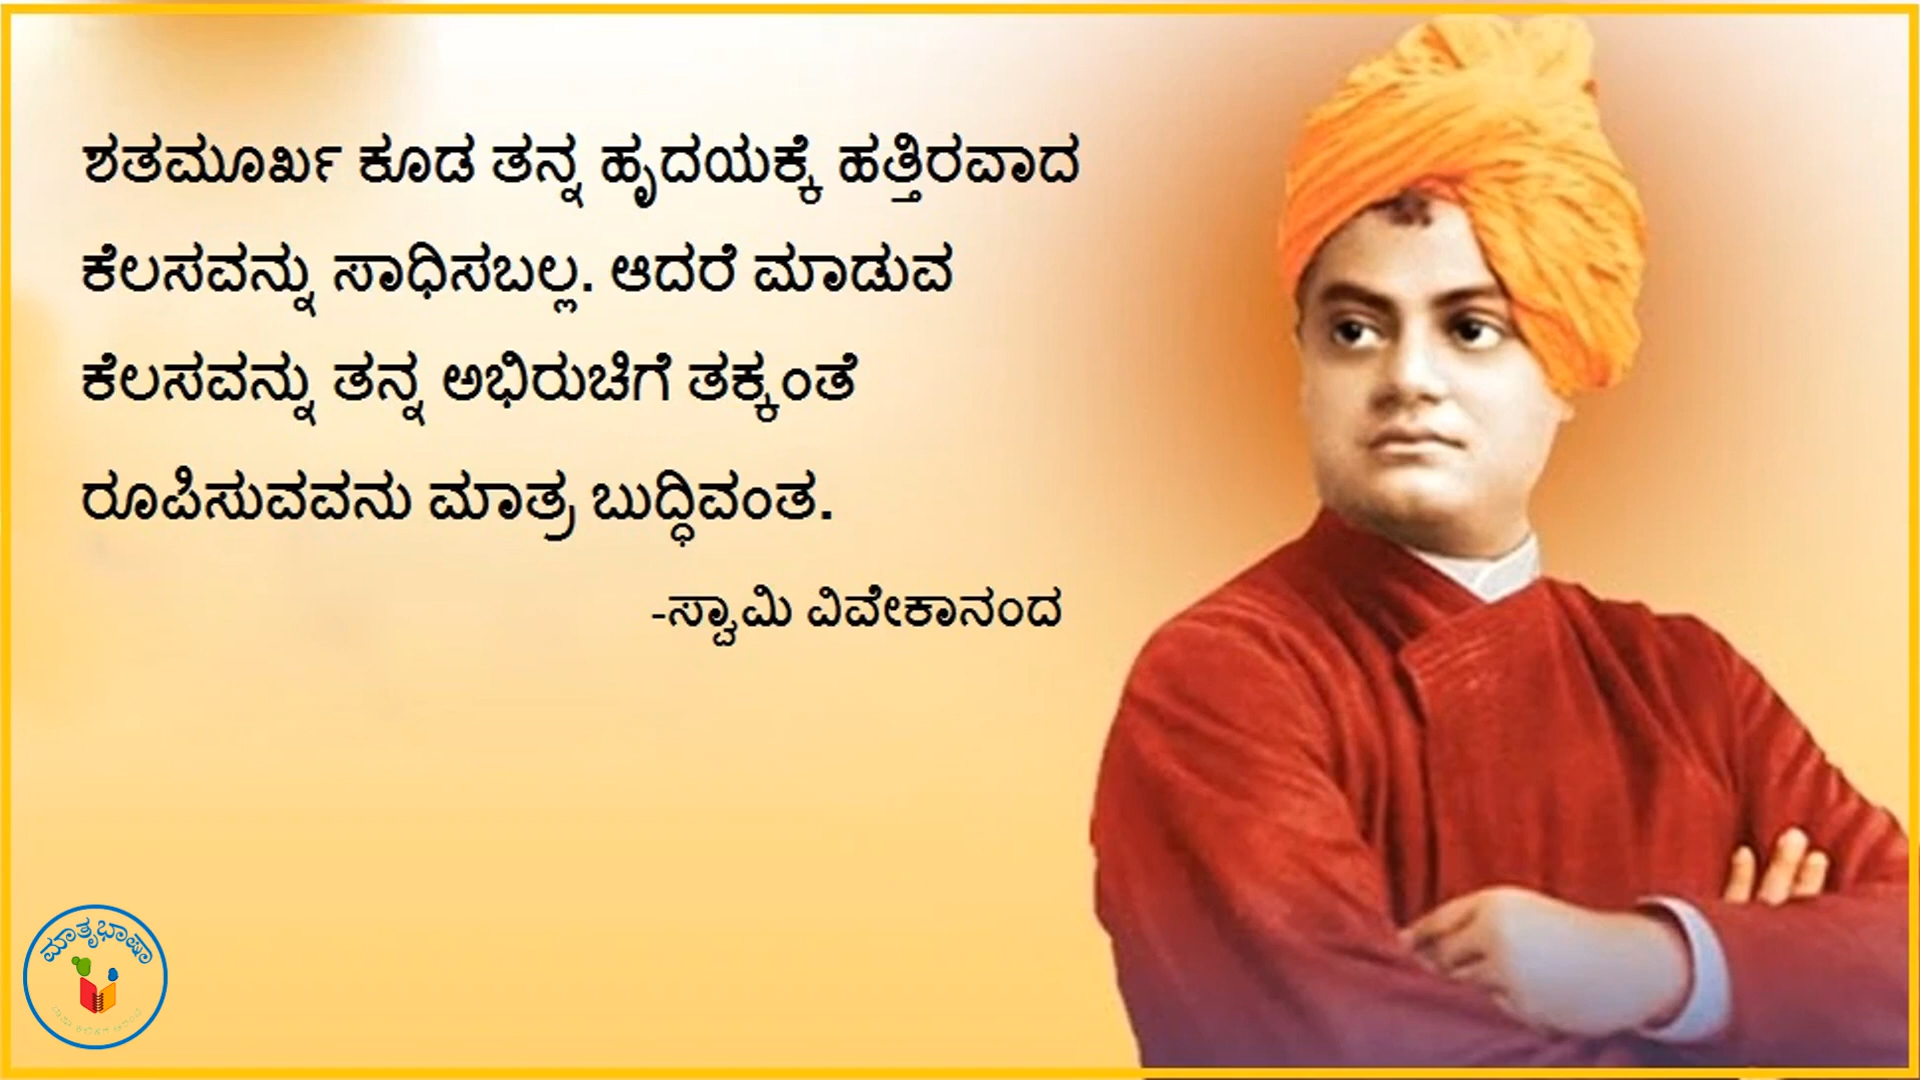 ಶತಮೂರ್ಖ ಕೂಡ ತನ್ನ ಹೃದಯಕ್ಕೆ ಹತ್ತಿರವಾದ
ಕೆಲಸವನ್ನು ಸಾಧಿಸಬಲ್ಲ. ಆದರೆ ಮಾಡುವ
ಕೆಲಸವನ್ನು ತನ್ನ ಅಭಿರುಚಿಗೆ ತಕ್ಕಂತೆ
ರೂಪಿಸುವವನು ಮಾತ್ರ ಬುದ್ಧಿವಂತ.
-ಸ್ವಾಮಿ ವಿವೇಕಾನಂದ
ಮಾತೃಭಾಷಾ